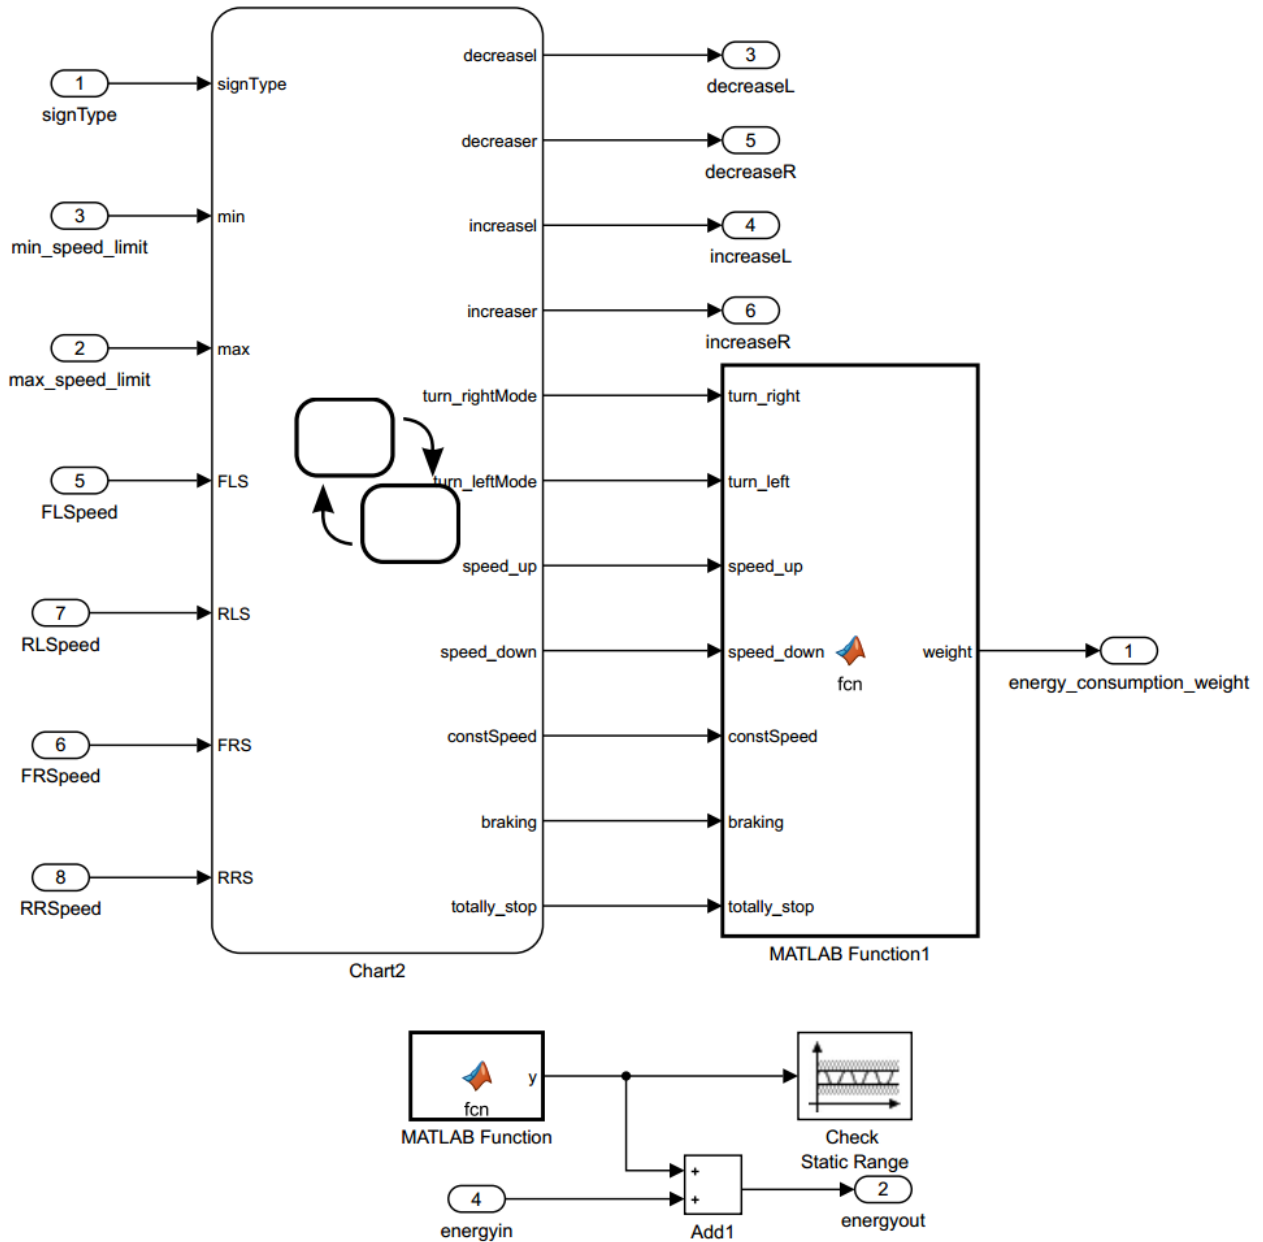 decreasel
3
decreaseL
1
signType
signType
decreaser
5
decreaseR
3
min
min_speed_limit
increasel
4
increaseL
increaser
6
increaseR
2
max
max_speed_limit
turn_rightMode
turn_right
5
FLS
FLSpeed
turn_leftMode
turn_left
speed_up
speed_up
7
RLS
RLSpeed
speed_down
speed_down
fcn
weight
1
energy_consumption_weight
6
FRS
FRSpeed
constSpeed
constSpeed
braking
braking
8
RRS
RRSpeed
totally_stop
totally_stop
Chart2
MATLAB Function1
y
fcn
MATLAB Function
Check
Static Range
4
energyin
+
+
Add1
2
energyout